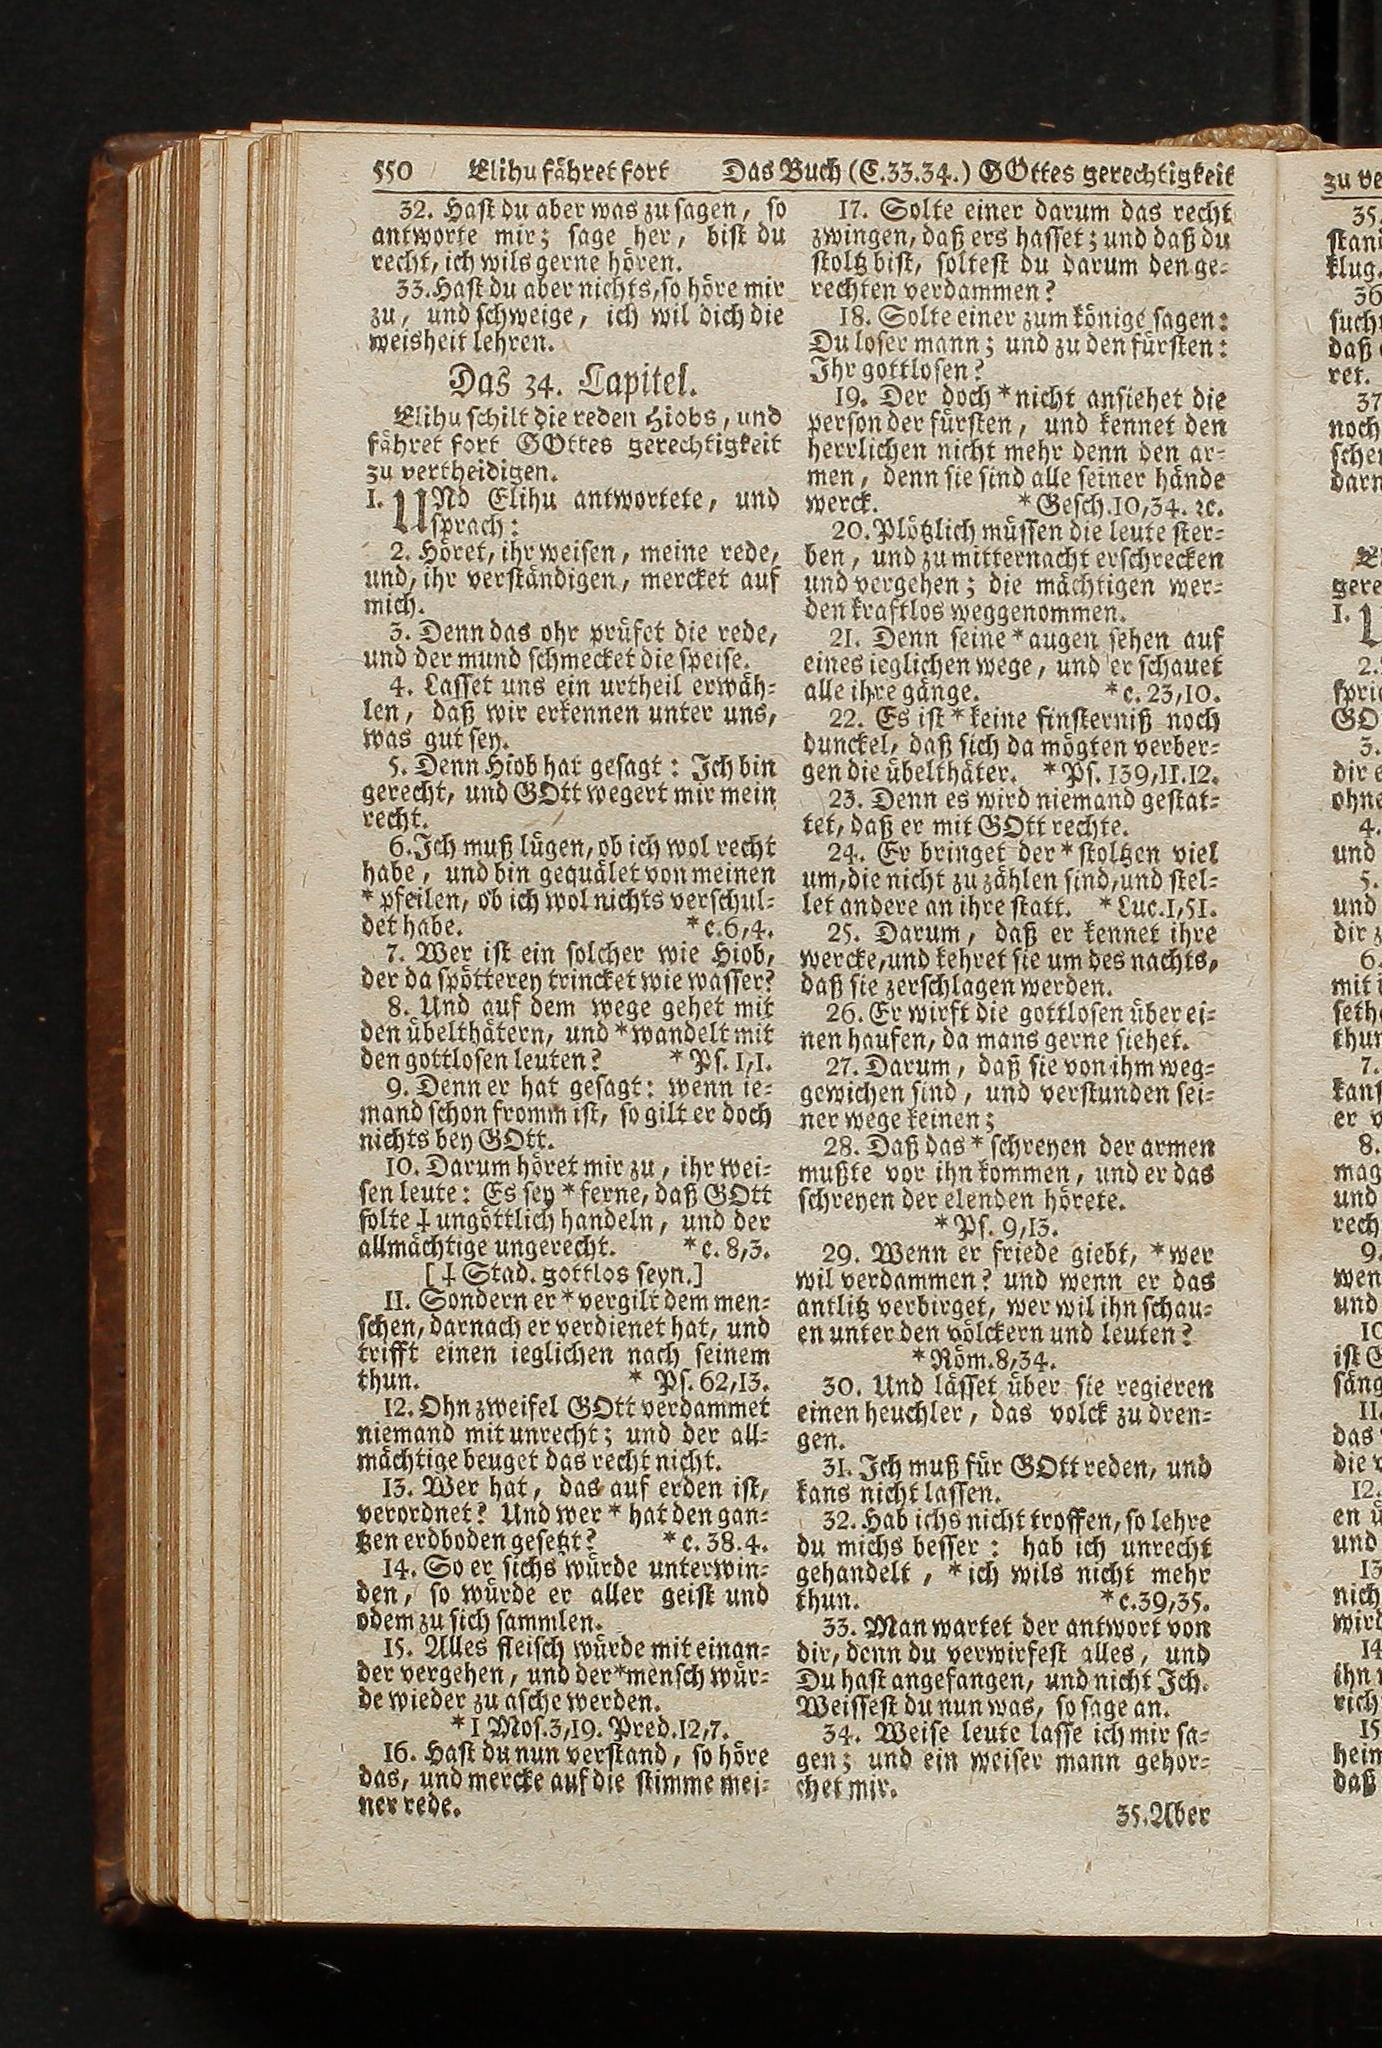 550 Elihu fähret fort Das Buch (C.33.34.) GOttes gerechtigkeit
32. Hast du aber was zu sagen, so
antworte mir; sage her, bist du
recht, ich wils gerne hören.
33. Hast du aber nichts, so höre mir
zu, und schweige, ich wil dich die
weisheit lehren.
Das 34. Capitel.
Elihu schilt die reden Hiobs, und
fähret fort GOttes gerechtigkeit
zu vertheidigen.
1. UNd Elihu antwortete, und
sprach:
2. Höret, ihr weisen, meine rede,
und, ihr verständigen, mercket auf
mich.
3. Denn das ohr prüfet die rede,
und der mund schmecket die speise.
4. Lasset uns ein urtheil erwäh-
len, daß wir erkennen unter uns,
was gut sey.
5. Denn Hiob hat gesagt: Ich bin
gerecht, und GOtt wegert mir mein
recht.
6. Ich muß lügen, ob ich wol recht
habe, und bin gequälet von meinen
* pfeilen, ob ich wol nichts verschul-
det habe. *c.6,4.
7. Wer ist ein solcher wie Hiob,
der da spötterey trincket wie wasser?
8. Und auf dem wege gehet mit
den übelthätern, und *wandelt mit
den gottlosen leuten? *Ps. 1,1.
9. Denn er hat gesagt: wenn ie-
mand schon fromm ist, so gilt er doch
nichts bey GOtt.
10. Darum höret mir zu, ihr wei-
sen leute: Es sey *ferne, daß GOtt
solte ‡ ungöttlich handeln, und der
allmächtige ungerecht. *c. 8,3.
[‡ Stad. gottlos seyn.]
11. Sondern er *vergilt dem men-
schen, darnach er verdienet hat, und
trifft einen ieglichen nach seinem
thun. * Ps. 62,13.
12. Ohn zweifel GOtt verdammet
niemand mit unrecht; und der all-
mächtige beuget das recht nicht.
13. Wer hat, das auf erden ist,
verordnet? Und wer * hat den gan-
tzen erdboden gesetzt? *c. 38.4.
14. So er sichs würde unterwin-
den, so würde er aller geist und
odem zu sich sammlen.
15. Alles fleisch würde mit einan-
der vergehen, und der *mensch wür-
de wieder zu asche werden.
*1 Mos.3,19. Pred.12,7.
16. Hast du nun verstand, so höre
das, und mercke auf die stimme mei-
ner rede.
17. Solte einer darum das recht
zwingen, daß ers hasset; und daß du
stoltz bist, soltest du darum den ge-
rechten verdammen?
18. Solte einer zum könige sagen:
Du loser mann; und zu den fürsten:
Ihr gottlosen?
19. Der doch *nicht ansiehet die
person der fürsten, und kennet den
herrlichen nicht mehr denn den ar-
men, denn sie sind alle seiner hände
werck. *Gesch.10,34. ꝛc.
20. Plötzlich müssen die leute ster-
ben, und zu mitternacht erschrecken
und vergehen; die mächtigen wer-
den kraftlos weggenommen.
21. Denn seine *augen sehen auf
eines ieglichen wege, und er schauet
alle ihre gänge. *c. 23,10.
22. Es ist *keine finsterniß noch
dunckel, daß sich da mögten verber-
gen die übelthäter. *Ps. 139,11.12.
23. Denn es wird niemand gestat-
tet, daß er mit GOtt rechte.
24. Er bringet der *stoltzen viel
um, die nicht zu zählen sind, und stel-
let andere an ihre statt. *Luc.1,51.
25. Darum, daß er kennet ihre
wercke, und kehret sie um des nachts,
daß sie zerschlagen werden.
26. Er wirft die gottlosen über ei-
nen haufen, da mans gerne siehet.
27. Darum, daß sie von ihm weg-
gewichen sind, und verstunden sei-
ner wege keinen;
28. Daß das * schreyen der armen
mußte vor ihn kommen, und er das
schreyen der elenden hörete.
*Ps. 9,13.
29. Wenn er friede giebt, *wer
wil verdammen? und wenn er das
antlitz verbirget, wer wil ihn schau-
en unter den völckern und leuten?
*Röm.8,34.
30. Und lässet über sie regieren
einen heuchler, das volck zu dren-
gen.
31. Ich muß für GOtt reden, und
kans nicht lassen.
32. Hab ichs nicht troffen, so lehre
du michs besser: hab ich unrecht
gehandelt, *ich wils nicht mehr
thun. *c.39,35.
33. Man wartet der antwort von
dir, denn du verwirfest alles, und
Du hast angefangen, und nicht Ich.
Weissest du nun was, so sage an.
34. Weise leute lasse ich mir sa-
gen; und ein weiser mann gehor-
chet mir.
35. Aber